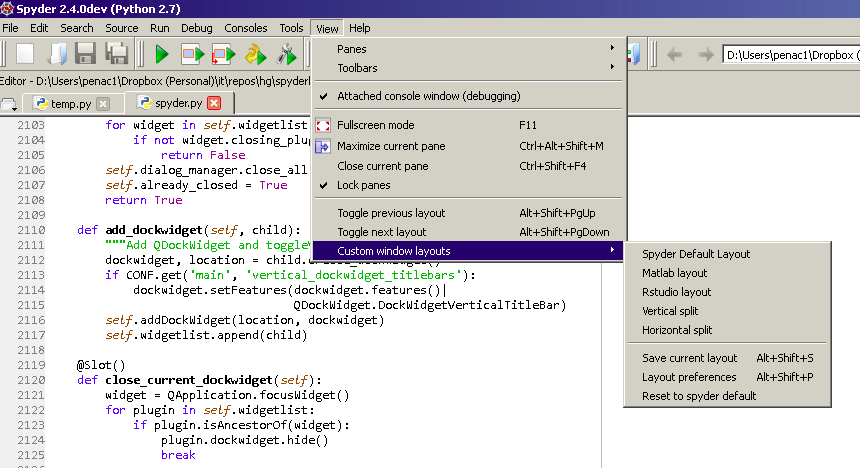 Spyder 2.4.0dev (Python 2.7)
File Edit Search Source Run Debug Consoles Tools View Help
D:\Users\penac1\Dropbox (
Editor - D:\Users\penac1\Dropbox (Personal)\it\repos\hg\spyderl
temp.py spyder.py
Panes
Toolbars
Attached console window (debugging)
Fullscreen mode F11
Maximize current pane Ctrl+Alt+Shift+M
Close current pane Ctrl+Shift+F4
Lock panes
Toggle previous layout Alt+Shift+PgUp
Toggle next layout Alt+Shift+PgDown
Custom window layouts
Spyder Default Layout
Matlab layout
Rstudio layout
Vertical split
Horizontal split
Save current layout Alt+Shift+S
Layout preferences Alt+Shift+P
Reset to spyder default
2103 for widget in self.widgetlist
2104 if not widget.closing_plug
2105 return False
2106 self.dialog_manager.close_all
2107 self.already_closed = True
2108 return True
2109
2110 def add_dockwidget(self, child):
2111 """Add QDockWidget and toggle
2112 dockwidget, location = child.
2113 if CONF.get('main', 'vertical_dockwidget_titlebars'):
2114 dockwidget.setFeatures(dockwidget.features()|
2115 QDockWidget.DockWidgetVerticalTitleBar)
2116 self.addDockWidget(location, dockwidget)
2117 self.widgetlist.append(child)
2118
2119 @Slot()
2120 def close_current_dockwidget(self):
2121 widget = QApplication.focusWidget()
2122 for plugin in self.widgetlist:
2123 if plugin.isAncestorOf(widget):
2124 plugin.dockwidget.hide()
2125 break